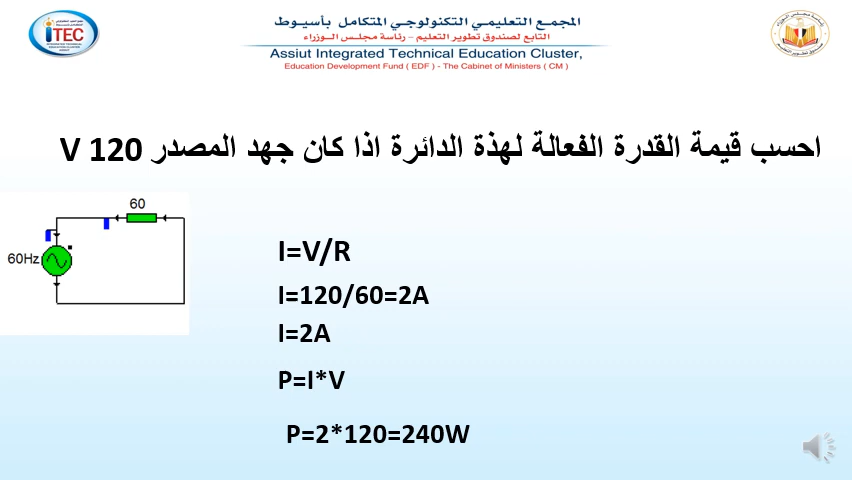 المجمع التعليمي التكنولوجي المتكامل بأسيوط
التابع لصندوق تطوير التعليم - رئاسة مجلس الوزراء
Assiut Integrated Technical Education Cluster,
Education Development Fund ( EDF ) - The Cabinet of Ministers ( CM )
ITEC
احسب قيمة القدرة الفعالة لهذة الدائرة اذا كان جهد المصدر 120 V
60
60Hz
I=V/R
I=120/60=2A
I=2A
P=I*V
P=2*120=240W